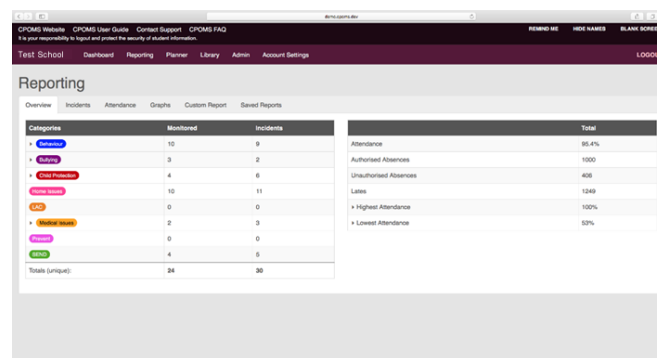 demo.cpoms.dev
CPOMS Website CPOMS User Guide Contact Support CPOMS FAQ REMIND ME HIDE NAMES BLANK SCREE
It is your responsibility to logout and protect the security of student information.
Test School Dashboard Reporting Planner Library Admin Account Settings LOGOU
Reporting
Overview Incidents Attendance Graphs Custom Report Saved Reports
Categories Monitored Incidents Total
Behaviour 10 9 Attendance 95.4%
Bullying 3 2 Authorised Absences 1000
Child Protection 4 6 Unauthorised Absences 406
Home Issues 10 11 Lates 1249
LAC 0 0 Highest Attendance 100%
Medical Issues 2 3 Lowest Attendance 53%
Prevent 0 0
SEND 4 5
Totals (unique): 24 30